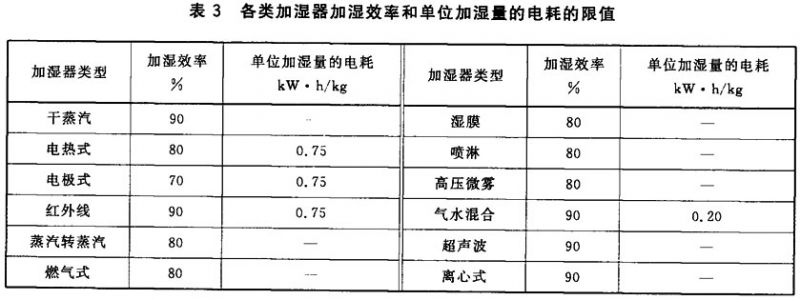 表 3 各类加湿器加湿效率和单位加湿量的电耗的限值
加湿器类型 加湿效率 % 单位加湿量的电耗 kW·h/kg 加湿器类型 加湿效率 % 单位加湿量的电耗 kW·h/kg
干蒸汽 90 — 湿膜 80 —
电热式 80 0.75 喷淋 80 —
电极式 70 0.75 高压微雾 80 —
红外线 90 0.75 气水混合 90 0.20
蒸汽转蒸汽 80 — 超声波 90 —
燃气式 80 — 离心式 90 —